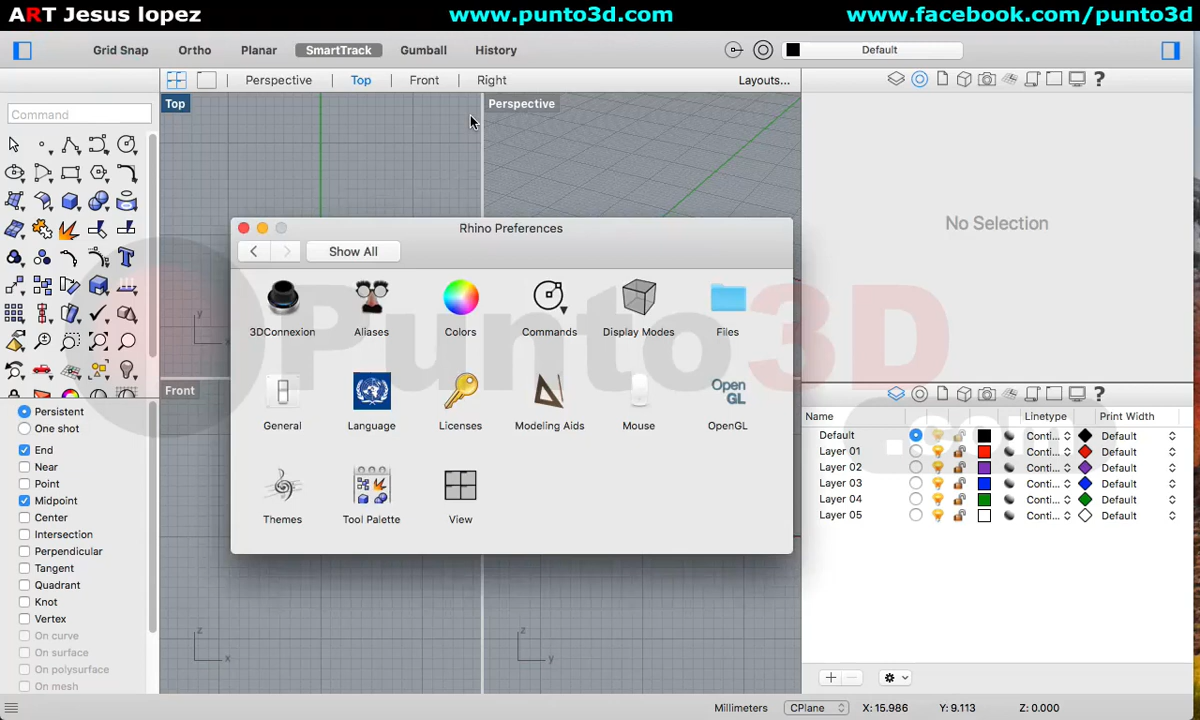 ART Jesus lopez
www.punto3d.com
www.facebook.com/punto3d
Grid Snap
Ortho
Planar
SmartTrack
Gumball
History
Default
Perspective
Top
Front
Right
Layouts...
Command
Top
Perspective
No Selection
Rhino Preferences
Show All
3DConnexion
Aliases
Colors
Commands
Display Modes
Files
General
Language
Licenses
Modeling Aids
Mouse
Open
GL
OpenGL
Themes
Tool Palette
View
Punto3D
.com
y
x
Front
z
x
z
y
Persistent
One shot
End
Near
Point
Midpoint
Center
Intersection
Perpendicular
Tangent
Quadrant
Knot
Vertex
On curve
On surface
On polysurface
On mesh
Name Linetype Print Width
Default Conti... Default
Layer 01 Conti... Default
Layer 02 Conti... Default
Layer 03 Conti... Default
Layer 04 Conti... Default
Layer 05 Conti... Default
Millimeters
CPlane
X: 15.986
Y: 9.113
Z: 0.000